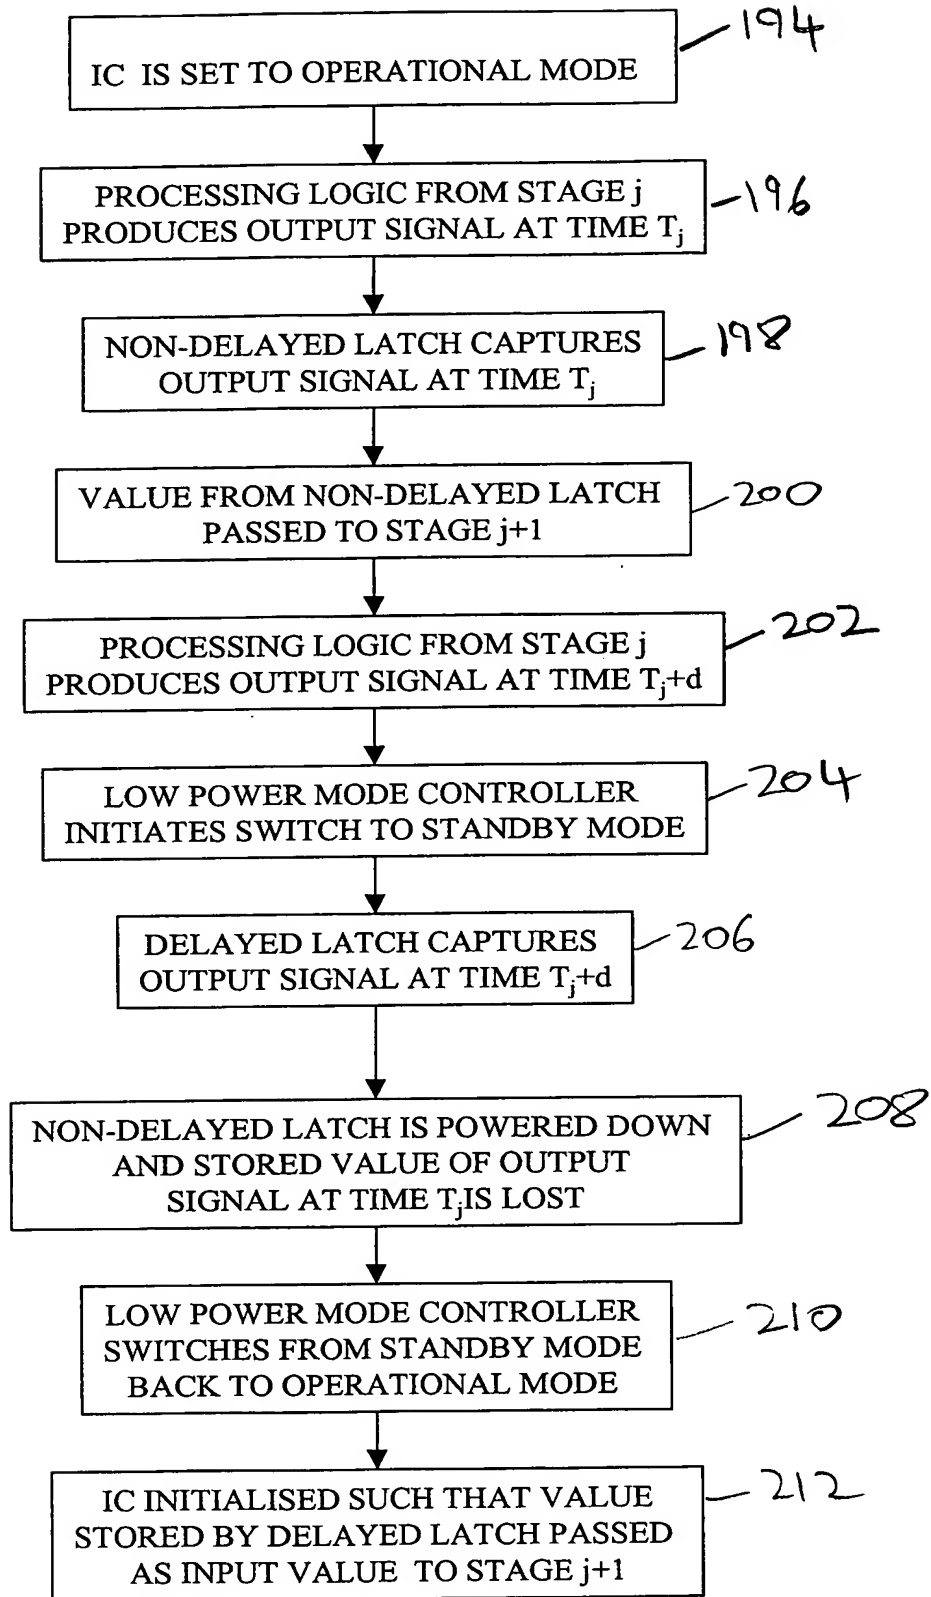 194
IC IS SET TO OPERATIONAL MODE
PROCESSING LOGIC FROM STAGE j
PRODUCES OUTPUT SIGNAL AT TIME Tj
196
NON-DELAYED LATCH CAPTURES
OUTPUT SIGNAL AT TIME Tj
198
VALUE FROM NON-DELAYED LATCH
PASSED TO STAGE j+1
200
PROCESSING LOGIC FROM STAGE j
PRODUCES OUTPUT SIGNAL AT TIME Tj+d
202
LOW POWER MODE CONTROLLER
INITIATES SWITCH TO STANDBY MODE
204
DELAYED LATCH CAPTURES
OUTPUT SIGNAL AT TIME Tj+d
206
NON-DELAYED LATCH IS POWERED DOWN
AND STORED VALUE OF OUTPUT
SIGNAL AT TIME TjIS LOST
208
LOW POWER MODE CONTROLLER
SWITCHES FROM STANDBY MODE
BACK TO OPERATIONAL MODE
210
IC INITIALISED SUCH THAT VALUE
STORED BY DELAYED LATCH PASSED
AS INPUT VALUE TO STAGE j+1
212